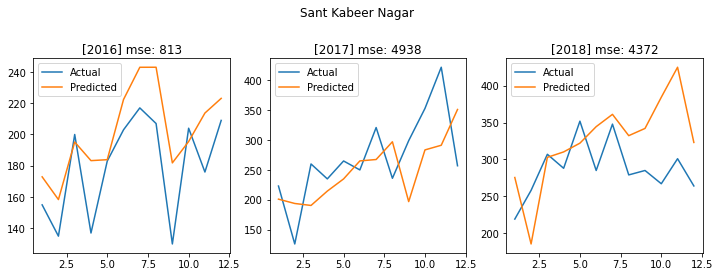 Sant Kabeer Nagar
[2016] mse: 813
Actual
Predicted
240
220
200
180
160
140
2.5 5.0 7.5 10.0 12.5
[2017] mse: 4938
Actual
Predicted
400
350
300
250
200
150
2.5 5.0 7.5 10.0 12.5
[2018] mse: 4372
Actual
Predicted
400
350
300
250
200
2.5 5.0 7.5 10.0 12.5